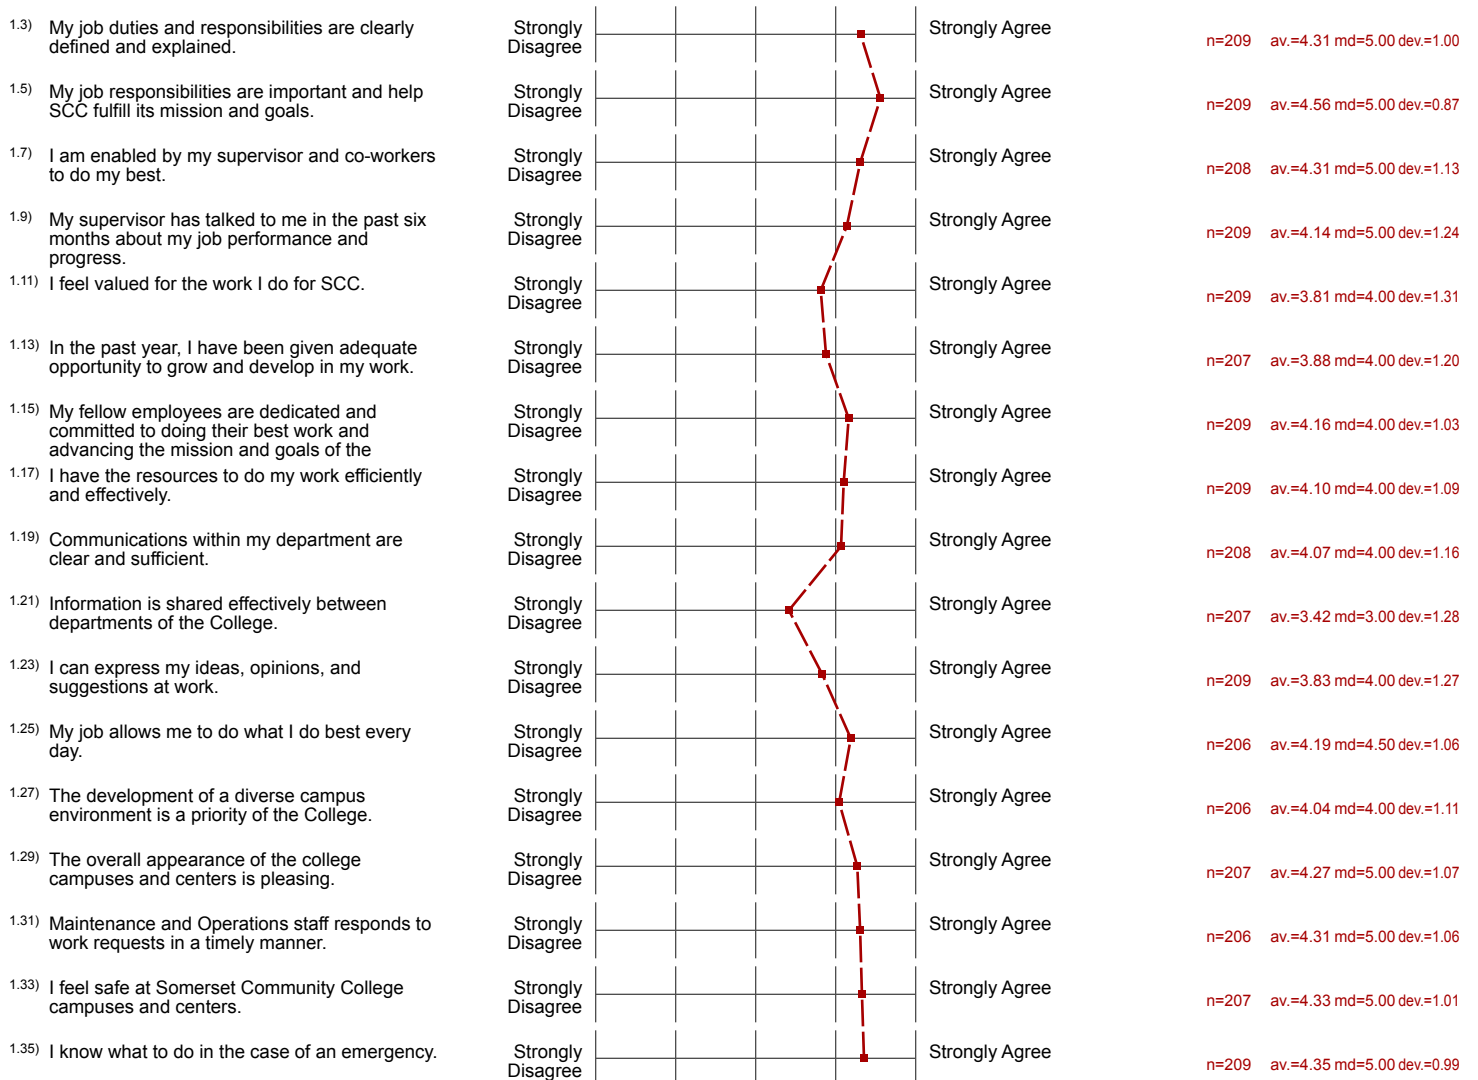 1.3) My job duties and responsibilities are clearly
defined and explained.
Strongly
Disagree
Strongly Agree
n=209 av.=4.31 md=5.00 dev.=1.00
1.5) My job responsibilities are important and help
SCC fulfill its mission and goals.
Strongly
Disagree
Strongly Agree
n=209 av.=4.56 md=5.00 dev.=0.87
1.7) I am enabled by my supervisor and co-workers
to do my best.
Strongly
Disagree
Strongly Agree
n=208 av.=4.31 md=5.00 dev.=1.13
1.9) My supervisor has talked to me in the past six
months about my job performance and
progress.
Strongly
Disagree
Strongly Agree
n=209 av.=4.14 md=5.00 dev.=1.24
1.11) I feel valued for the work I do for SCC.
Strongly
Disagree
Strongly Agree
n=209 av.=3.81 md=4.00 dev.=1.31
1.13) In the past year, I have been given adequate
opportunity to grow and develop in my work.
Strongly
Disagree
Strongly Agree
n=207 av.=3.88 md=4.00 dev.=1.20
1.15) My fellow employees are dedicated and
committed to doing their best work and
advancing the mission and goals of the
Strongly
Disagree
Strongly Agree
n=209 av.=4.16 md=4.00 dev.=1.03
1.17) I have the resources to do my work efficiently
and effectively.
Strongly
Disagree
Strongly Agree
n=209 av.=4.10 md=4.00 dev.=1.09
1.19) Communications within my department are
clear and sufficient.
Strongly
Disagree
Strongly Agree
n=208 av.=4.07 md=4.00 dev.=1.16
1.21) Information is shared effectively between
departments of the College.
Strongly
Disagree
Strongly Agree
n=207 av.=3.42 md=3.00 dev.=1.28
1.23) I can express my ideas, opinions, and
suggestions at work.
Strongly
Disagree
Strongly Agree
n=209 av.=3.83 md=4.00 dev.=1.27
1.25) My job allows me to do what I do best every
day.
Strongly
Disagree
Strongly Agree
n=206 av.=4.19 md=4.50 dev.=1.06
1.27) The development of a diverse campus
environment is a priority of the College.
Strongly
Disagree
Strongly Agree
n=206 av.=4.04 md=4.00 dev.=1.11
1.29) The overall appearance of the college
campuses and centers is pleasing.
Strongly
Disagree
Strongly Agree
n=207 av.=4.27 md=5.00 dev.=1.07
1.31) Maintenance and Operations staff responds to
work requests in a timely manner.
Strongly
Disagree
Strongly Agree
n=206 av.=4.31 md=5.00 dev.=1.06
1.33) I feel safe at Somerset Community College
campuses and centers.
Strongly
Disagree
Strongly Agree
n=207 av.=4.33 md=5.00 dev.=1.01
1.35) I know what to do in the case of an emergency.
Strongly
Disagree
Strongly Agree
n=209 av.=4.35 md=5.00 dev.=0.99